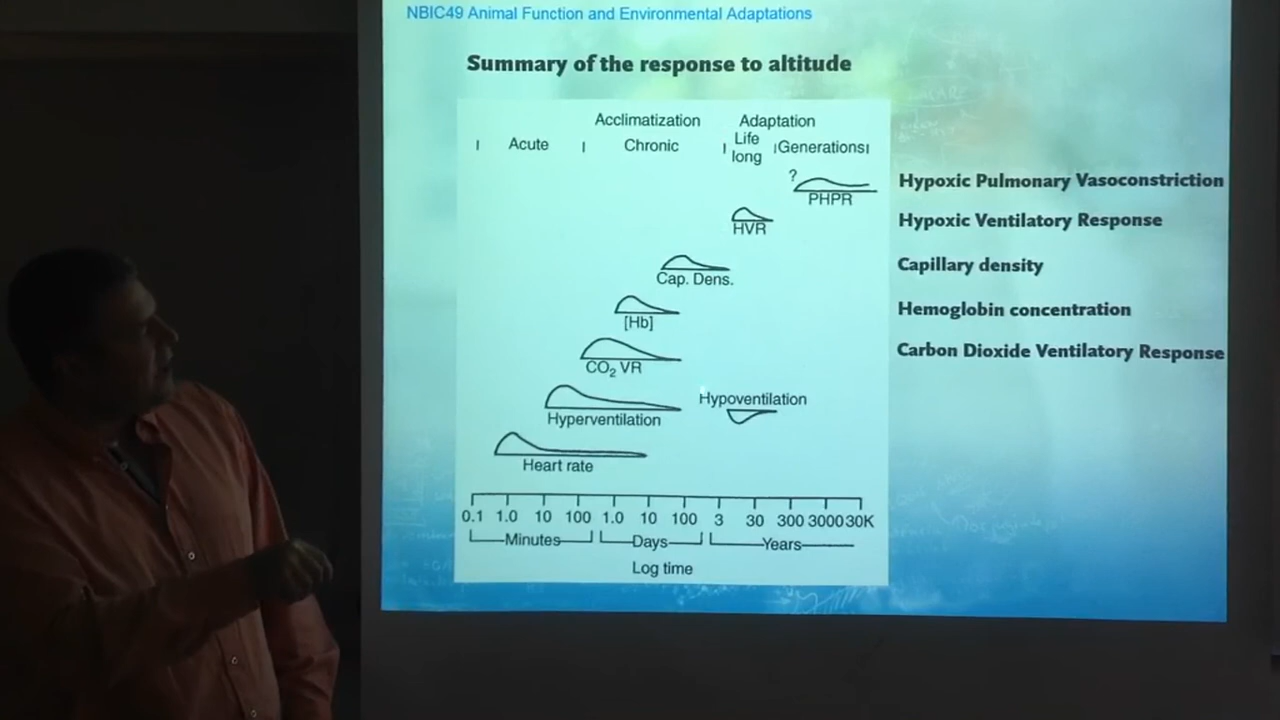 NBIC49 Animal Function and Environmental Adaptations
Summary of the response to altitude
Acclimatization Adaptation
Acute Chronic Life long Generations
?
PHPR Hypoxic Pulmonary Vasoconstriction
HVR Hypoxic Ventilatory Response
Cap. Dens. Capillary density
[Hb] Hemoglobin concentration
CO₂ VR Carbon Dioxide Ventilatory Response
Hypoventilation
Hyperventilation
Heart rate
0.1 1.0 10 100 1.0 10 100 3 30 300 3000 30K
Minutes Days Years
Log time